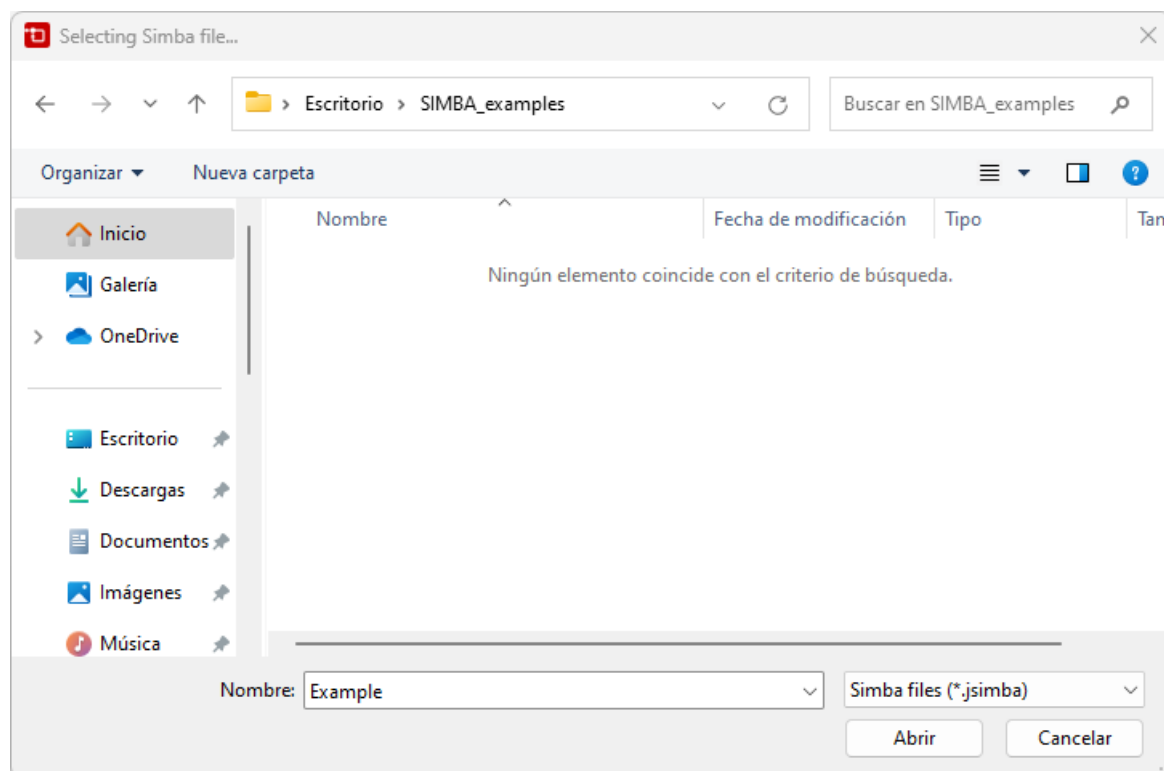 Selecting Simba file...
Escritorio > SIMBA_examples
Buscar en SIMBA_examples
Organizar
Nueva carpeta
?
Nombre
Fecha de modificación
Tipo
Tan
Ningún elemento coincide con el criterio de búsqueda.
Inicio
Galería
OneDrive
Escritorio
Descargas
Documentos
Imágenes
Música
Nombre: Example
Simba files (*.jsimba)
Abrir
Cancelar